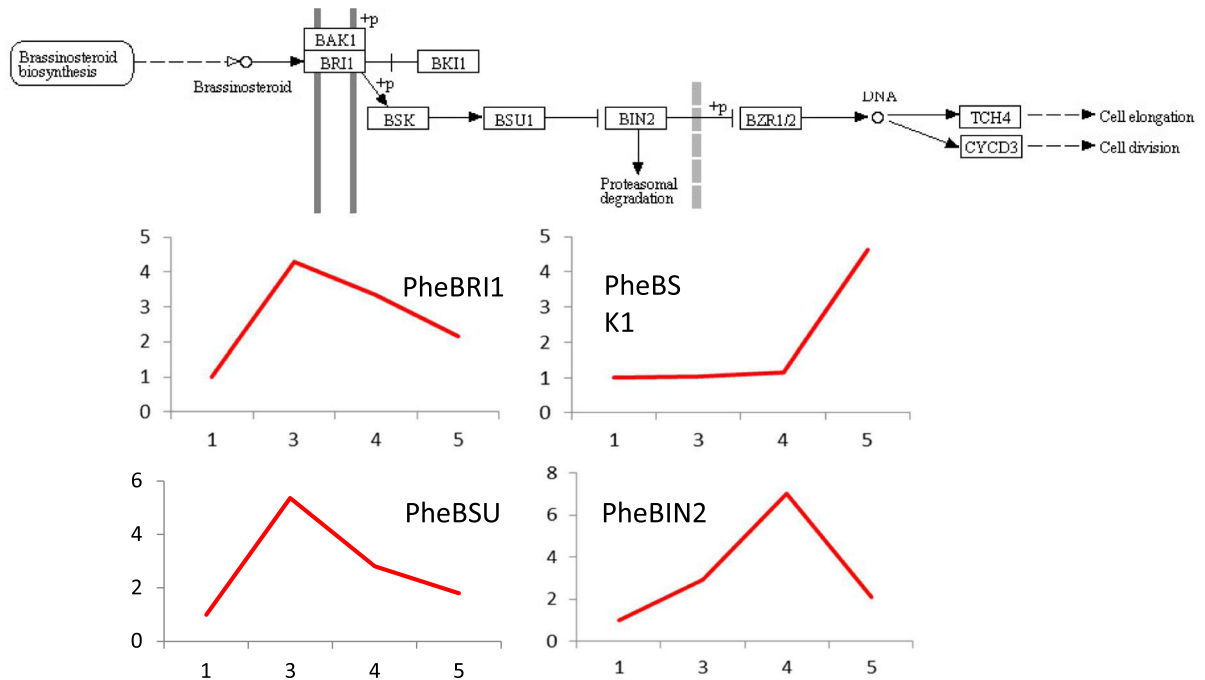 +p
BAK1
Brassinosteroid
biosynthesis
BRI1
BKI1
Brassinosteroid
+p
BSK
BSU1
BIN2
+p
BZR1/2
DNA
TCH4
Cell elongation
CYCD3
Cell division
Proteasomal
degradation
5
4
3
2
1
0
PheBRI1
1 3 4 5
5
4
3
2
1
0
PheBS
K1
1 3 4 5
6
4
2
0
PheBSU
1 3 4 5
8
6
4
2
0
PheBIN2
1 3 4 5